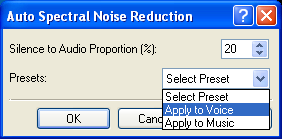 Auto Spectral Noise Reduction
Silence to Audio Proportion (%): 20
Presets: Select Preset
Select Preset
Apply to Voice
Apply to Music
OK